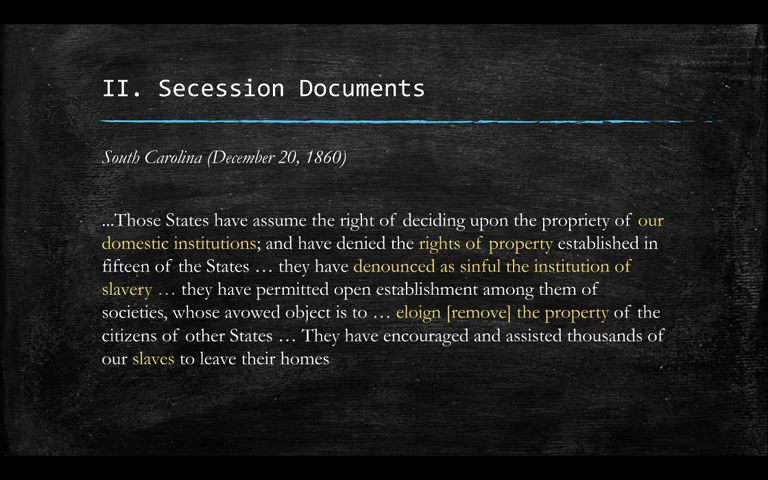 II. Secession Documents
South Carolina (December 20, 1860)
...Those States have assume the right of deciding upon the propriety of our
domestic institutions; and have denied the rights of property established in
fifteen of the States … they have denounced as sinful the institution of
slavery … they have permitted open establishment among them of
societies, whose avowed object is to … eloign [remove] the property of the
citizens of other States … They have encouraged and assisted thousands of
our slaves to leave their homes